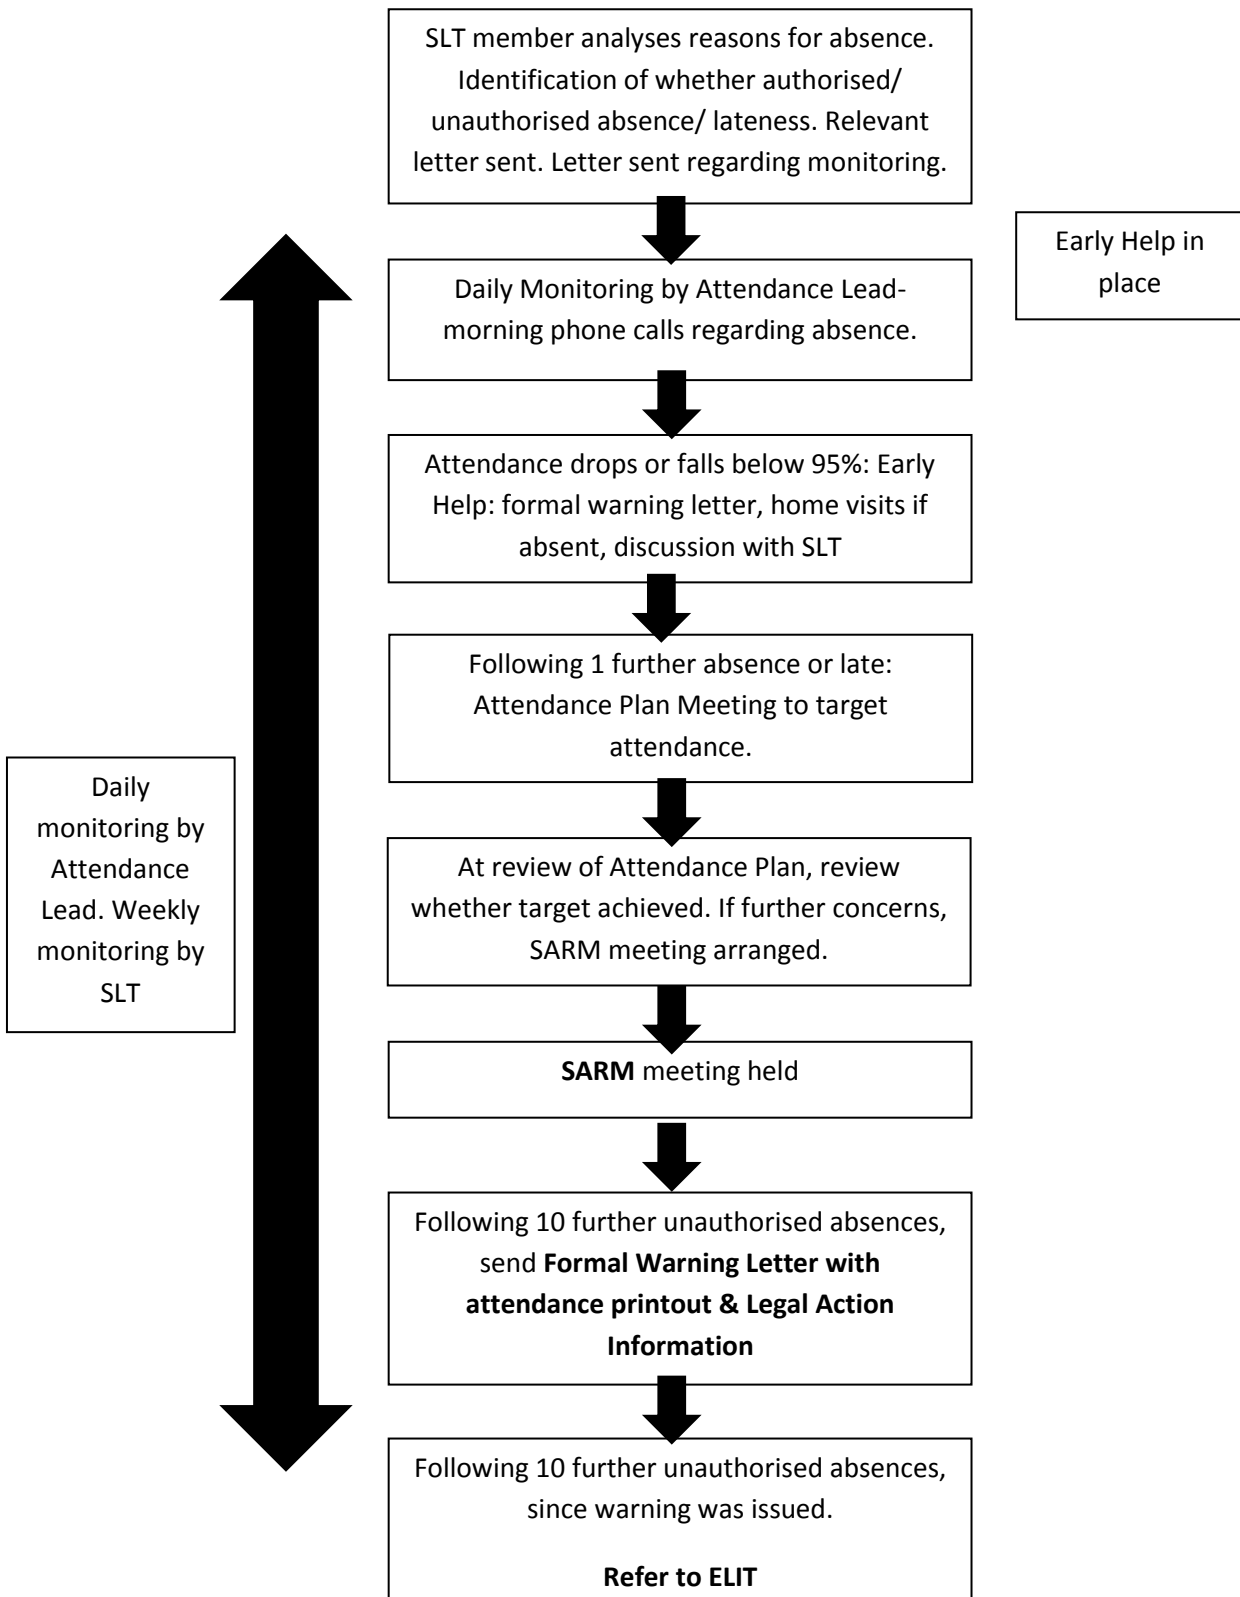 SLT member analyses reasons for absence.
Identification of whether authorised/
unauthorised absence/ lateness. Relevant
letter sent. Letter sent regarding monitoring.
Early Help in
place
Daily Monitoring by Attendance Lead-
morning phone calls regarding absence.
Attendance drops or falls below 95%: Early
Help: formal warning letter, home visits if
absent, discussion with SLT
Following 1 further absence or late:
Attendance Plan Meeting to target
attendance.
Daily
monitoring by
Attendance
Lead. Weekly
monitoring by
SLT
At review of Attendance Plan, review
whether target achieved. If further concerns,
SARM meeting arranged.
SARM meeting held
Following 10 further unauthorised absences,
send Formal Warning Letter with
attendance printout & Legal Action
Information
Following 10 further unauthorised absences,
since warning was issued.
Refer to ELIT